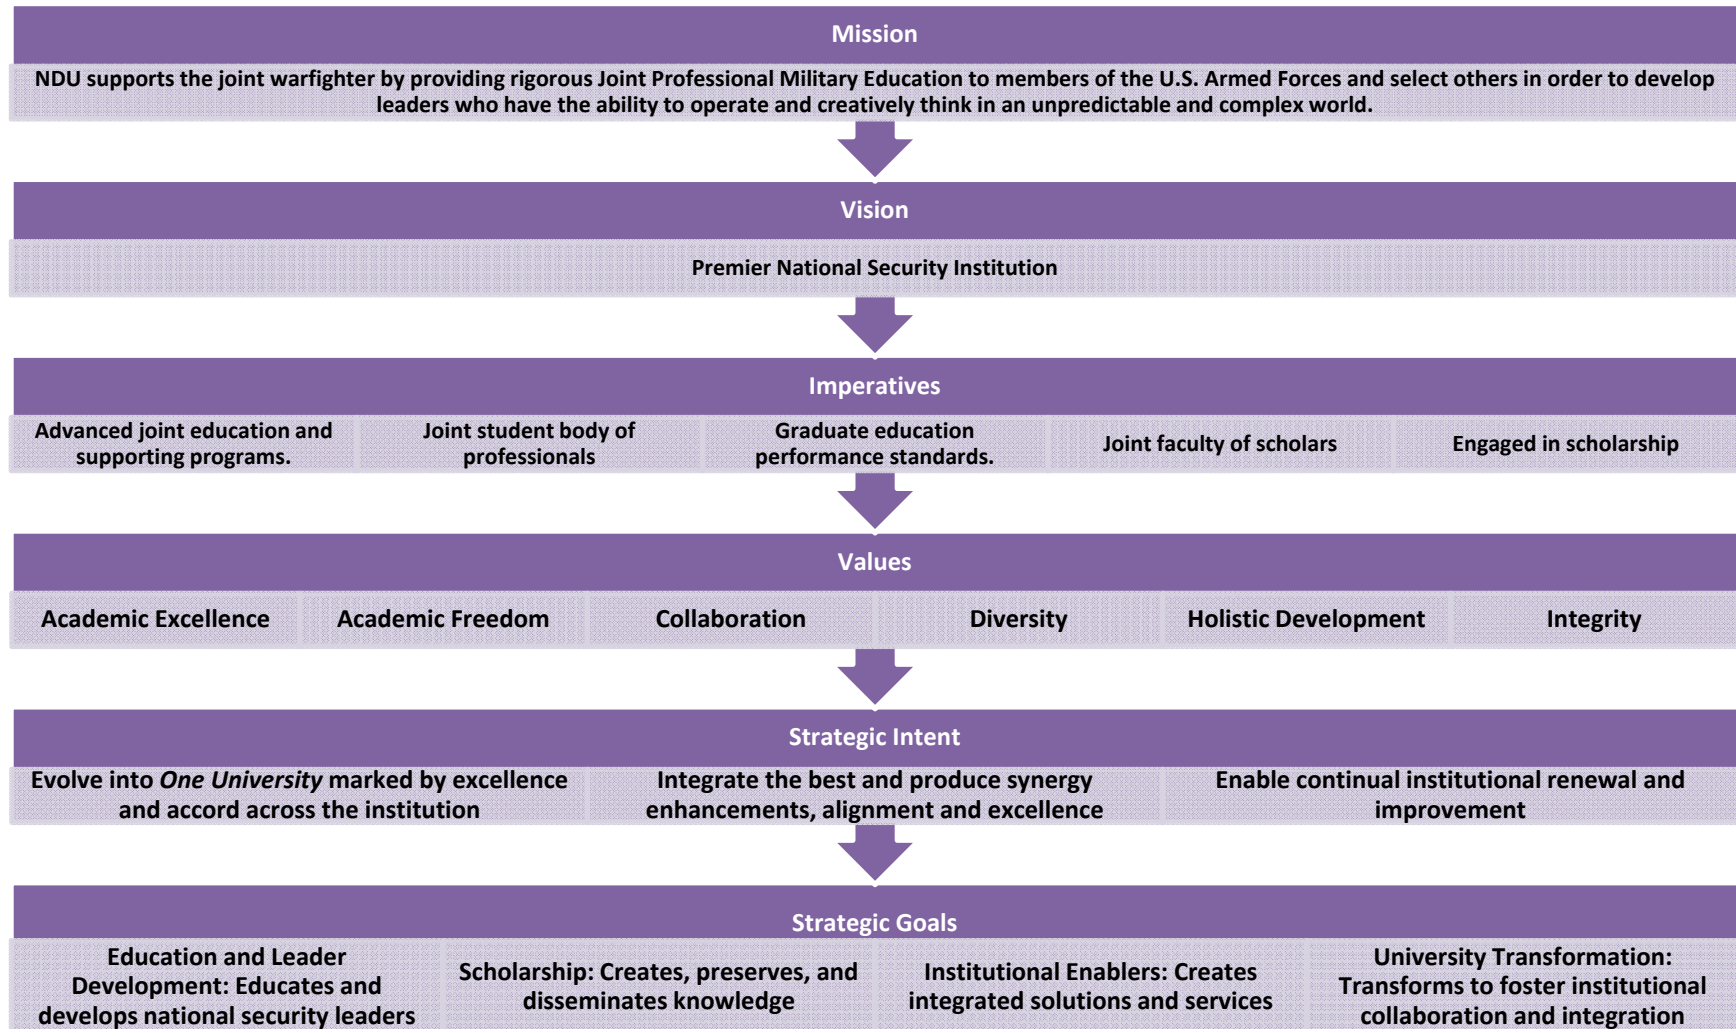 Mission
NDU supports the joint warfighter by providing rigorous Joint Professional Military Education to members of the U.S. Armed Forces and select others in order to develop
leaders who have the ability to operate and creatively think in an unpredictable and complex world.
Vision
Premier National Security Institution
Imperatives
Advanced joint education and
supporting programs.
Joint student body of
professionals
Graduate education
performance standards.
Joint faculty of scholars
Engaged in scholarship
Values
Academic Excellence
Academic Freedom
Collaboration
Diversity
Holistic Development
Integrity
Strategic Intent
Evolve into One University marked by excellence
and accord across the institution
Integrate the best and produce synergy
enhancements, alignment and excellence
Enable continual institutional renewal and
improvement
Strategic Goals
Education and Leader
Development: Educates and
develops national security leaders
Scholarship: Creates, preserves, and
disseminates knowledge
Institutional Enablers: Creates
integrated solutions and services
University Transformation:
Transforms to foster institutional
collaboration and integration